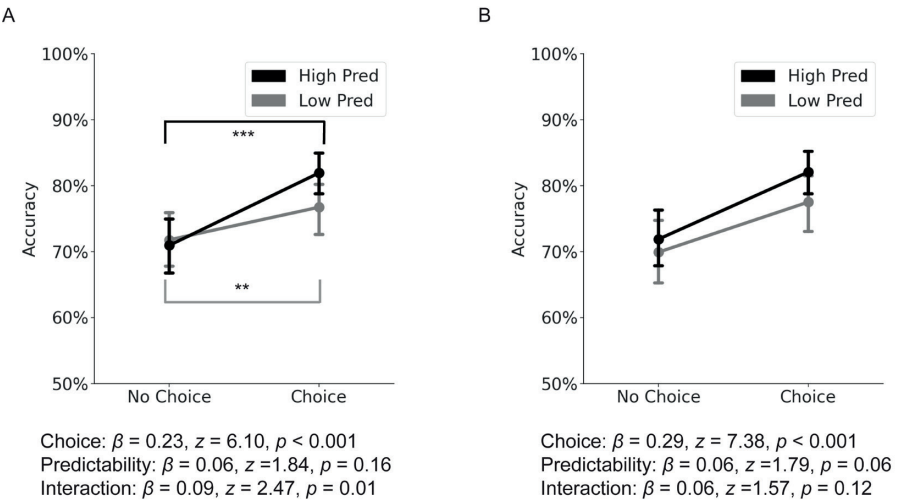 A
100%
90%
80%
70%
60%
50%
Accuracy
High Pred
Low Pred
***
**
No Choice
Choice
Choice: β = 0.23, z = 6.10, p < 0.001
Predictability: β = 0.06, z =1.84, p = 0.16
Interaction: β = 0.09, z = 2.47, p = 0.01
B
100%
90%
80%
70%
60%
50%
Accuracy
High Pred
Low Pred
No Choice
Choice
Choice: β = 0.29, z = 7.38, p < 0.001
Predictability: β = 0.06, z =1.79, p = 0.06
Interaction: β = 0.06, z =1.57, p = 0.12